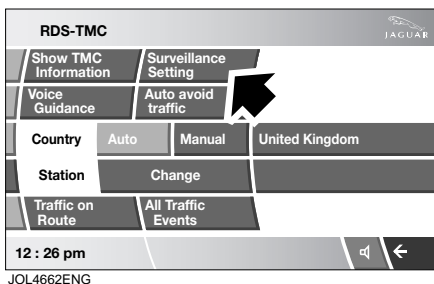 RDS-TMC
JAGUAR
Show TMC Surveillance
Information Setting
Voice Auto avoid
Guidance traffic
Country Auto Manual United Kingdom
Station Change
Traffic on All Traffic
Route Events
12 : 26 pm
JOL4662ENG